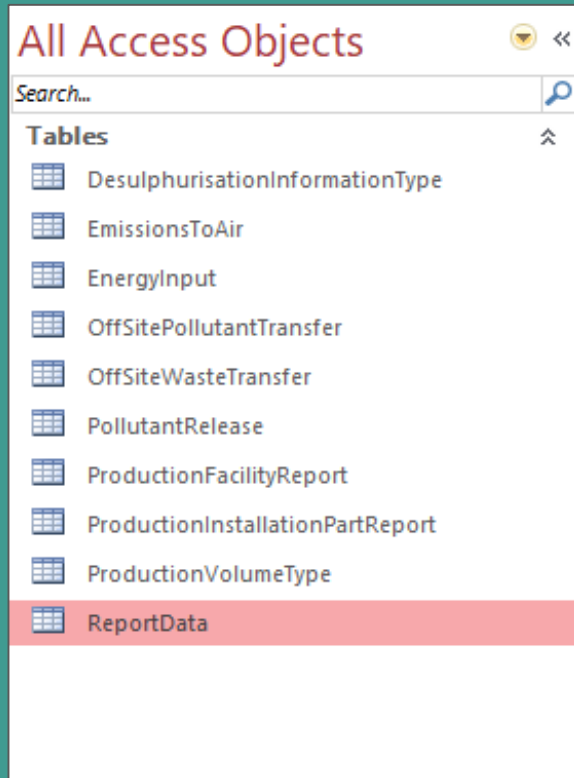 All Access Objects
Search...
Tables
DesulphurisationInformationType
EmissionsToAir
EnergyInput
OffSitePollutantTransfer
OffSiteWasteTransfer
PollutantRelease
ProductionFacilityReport
ProductionInstallationPartReport
ProductionVolumeType
ReportData